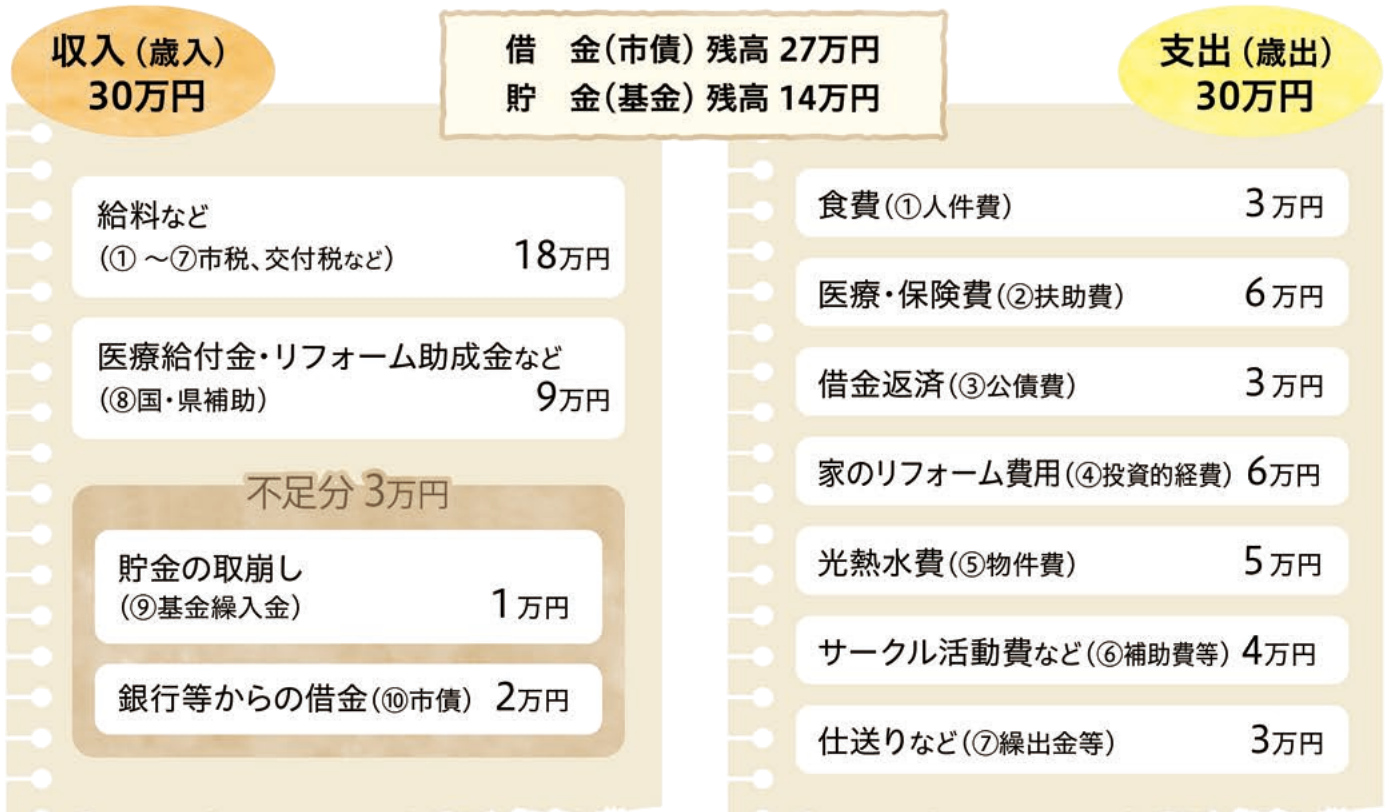 収入（歳入）
30万円
借　金（市債）残高 27万円
貯　金（基金）残高 14万円
支出（歳出）
30万円
給料など
（①～⑦市税、交付税など） 18万円
医療給付金・リフォーム助成金など
（⑧国・県補助） 9万円
不足分 3万円
貯金の取崩し
（⑨基金繰入金） 1万円
銀行等からの借金（⑩市債） 2万円
食費（①人件費） 3万円
医療・保険費（②扶助費） 6万円
借金返済（③公債費） 3万円
家のリフォーム費用（④投資的経費） 6万円
光熱水費（⑤物件費） 5万円
サークル活動費など（⑥補助費等） 4万円
仕送りなど（⑦繰出金等） 3万円